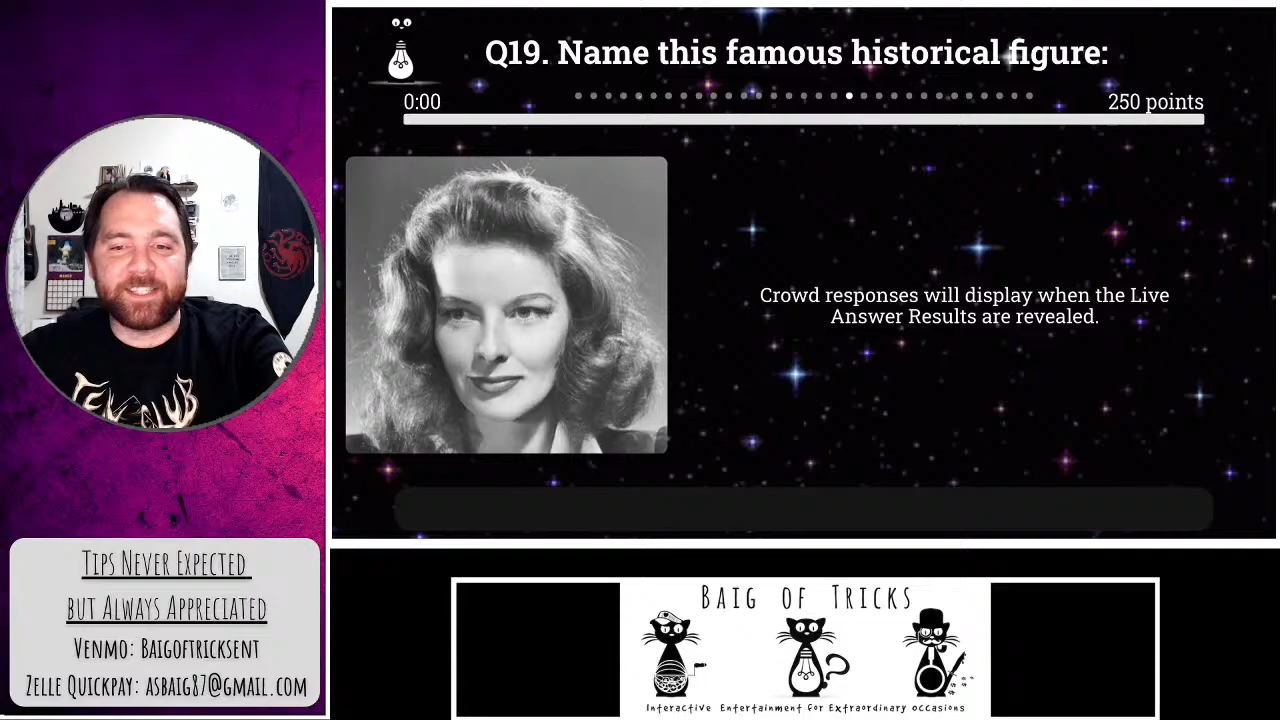 Q19. Name this famous historical figure:
0:00
250 points
Crowd responses will display when the Live
Answer Results are revealed.
Tips Never Expected
but Always Appreciated
Venmo: Baigoftricksent
Zelle Quickpay: asbaig87@gmail.com
Baig of Tricks
Interactive Entertainment for Extraordinary Occasions